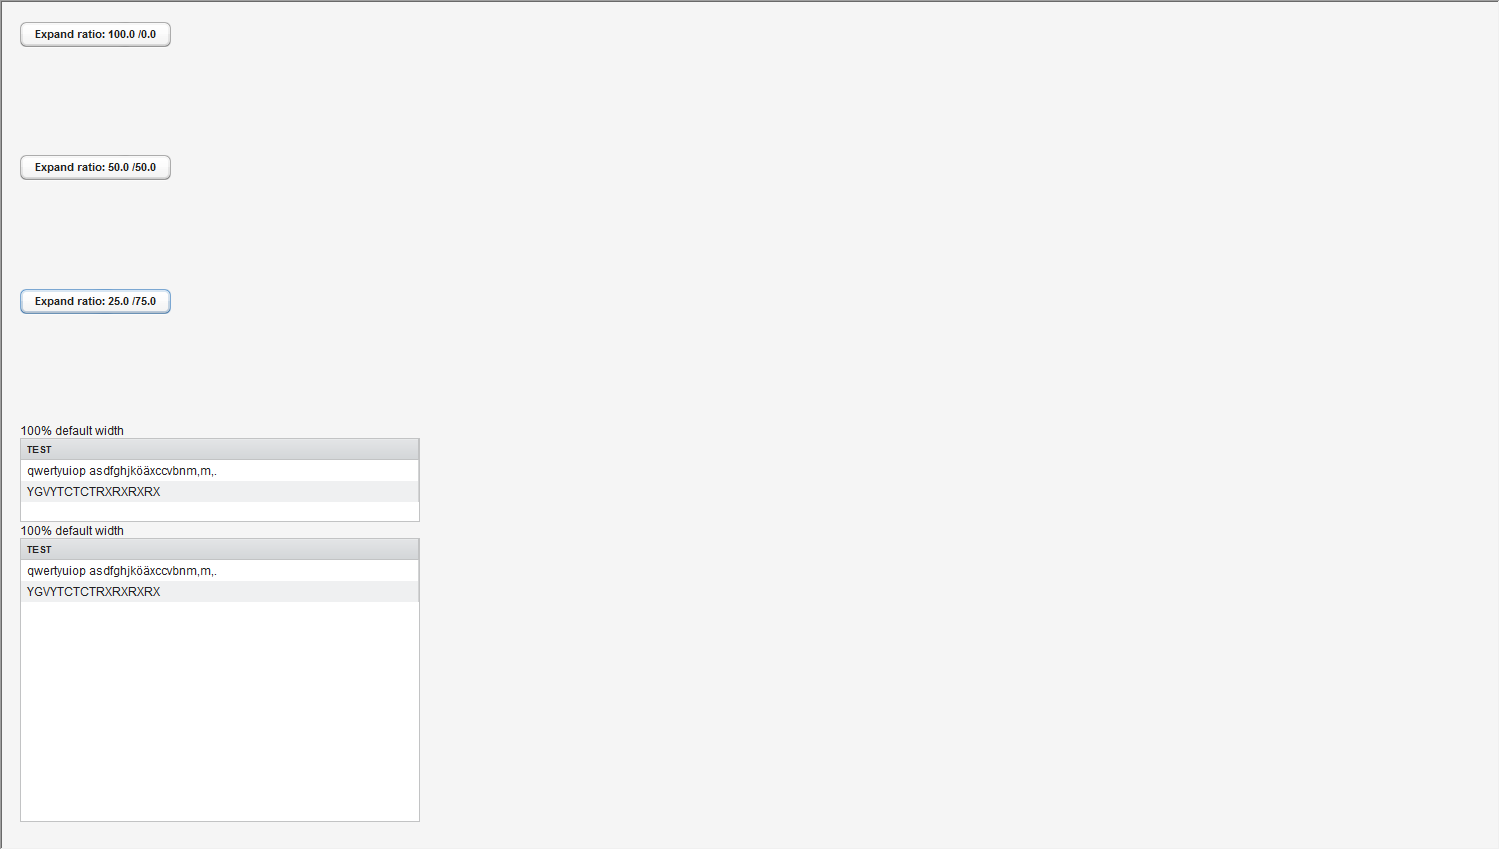 Expand ratio: 100.0 /0.0
Expand ratio: 50.0 /50.0
Expand ratio: 25.0 /75.0
100% default width
TEST
qwertyuiop asdfghjköäxccvbnm,m,.
YGVYTCTCTRXRXRXRX
100% default width
TEST
qwertyuiop asdfghjköäxccvbnm,m,.
YGVYTCTCTRXRXRXRX